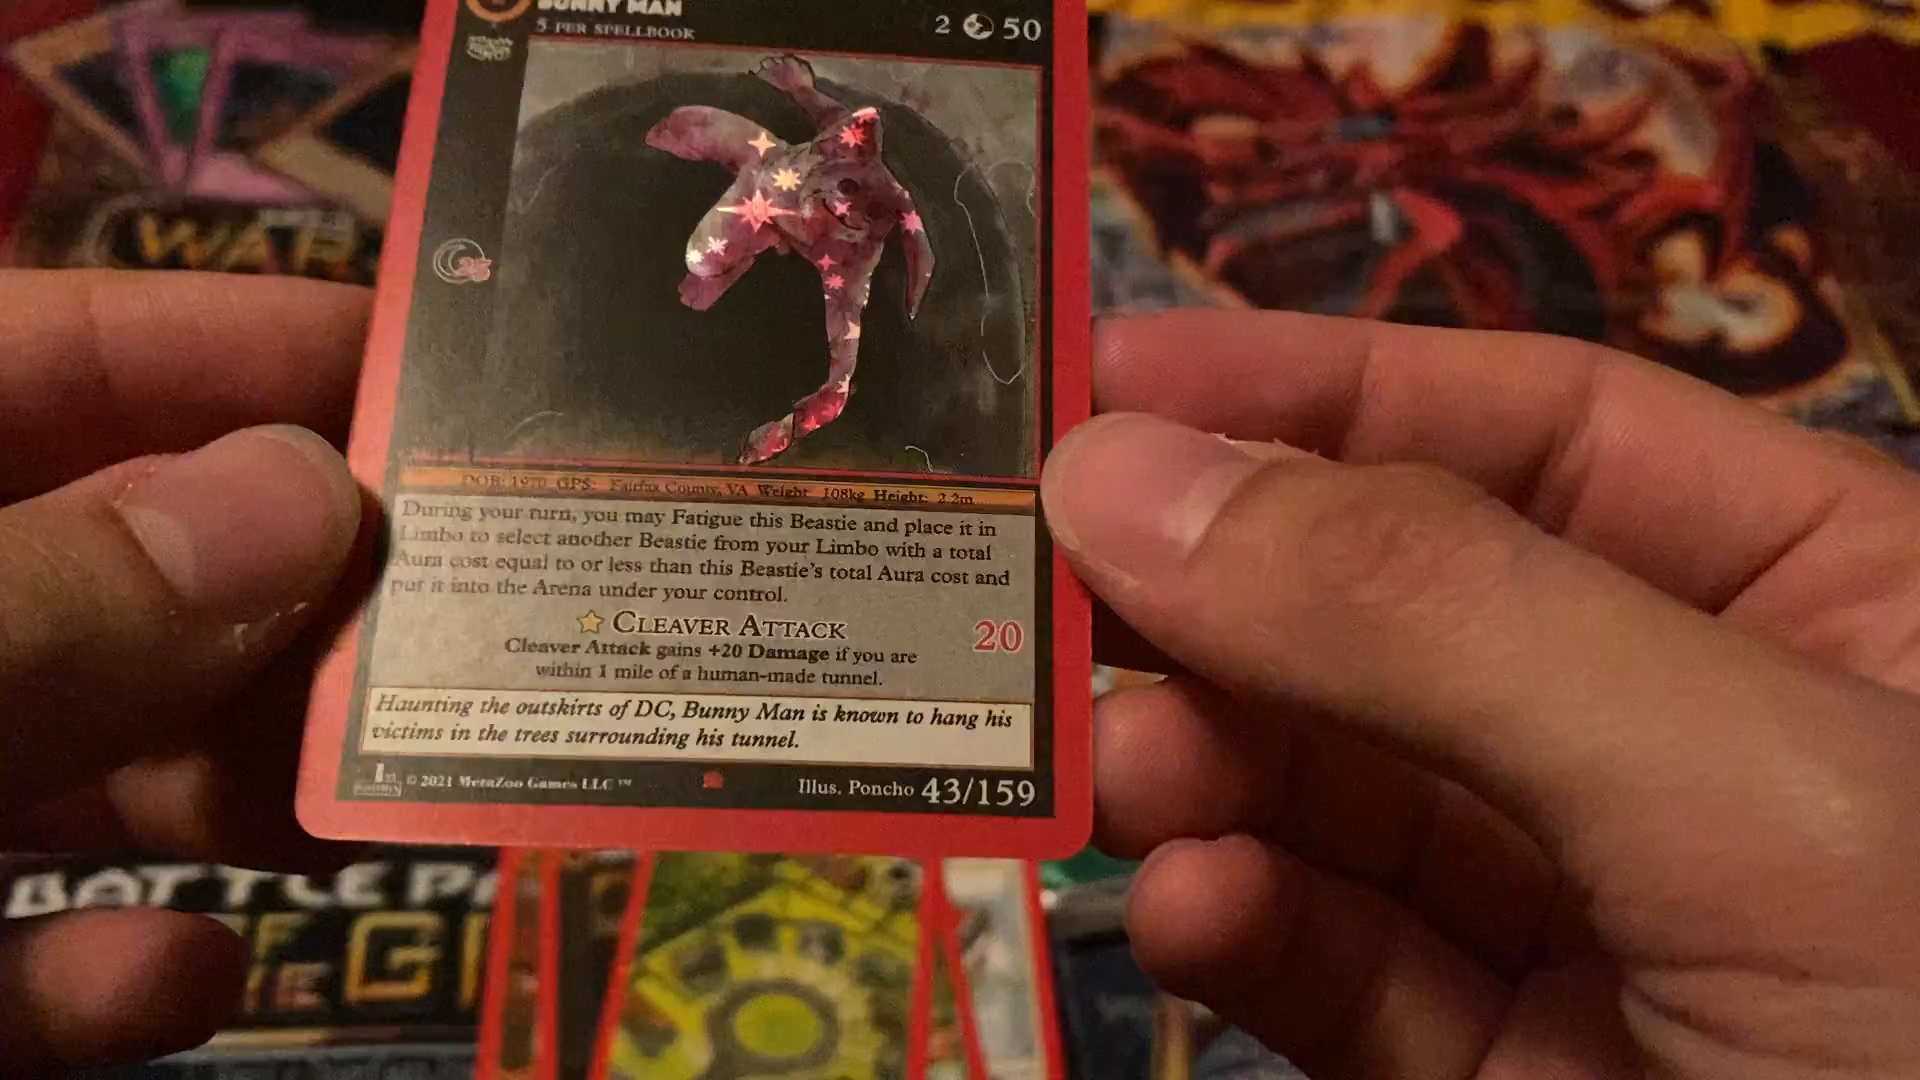 BUNNY MAN
5 PER SPELLBOOK
2 50
WAR
DOB: 1970 GPS: Fairfax County, VA Weight: 108kg Height: 2.2m
During your turn, you may Fatigue this Beastie and place it in
Limbo to select another Beastie from your Limbo with a total
Aura cost equal to or less than this Beastie's total Aura cost and
put it into the Arena under your control.
CLEAVER ATTACK 20
Cleaver Attack gains +20 Damage if you are
within 1 mile of a human-made tunnel.
Haunting the outskirts of DC, Bunny Man is known to hang his
victims in the trees surrounding his tunnel.
1st EDITION © 2021 MetaZoo Games LLC ™ Illus. Poncho 43/159
BATTLE